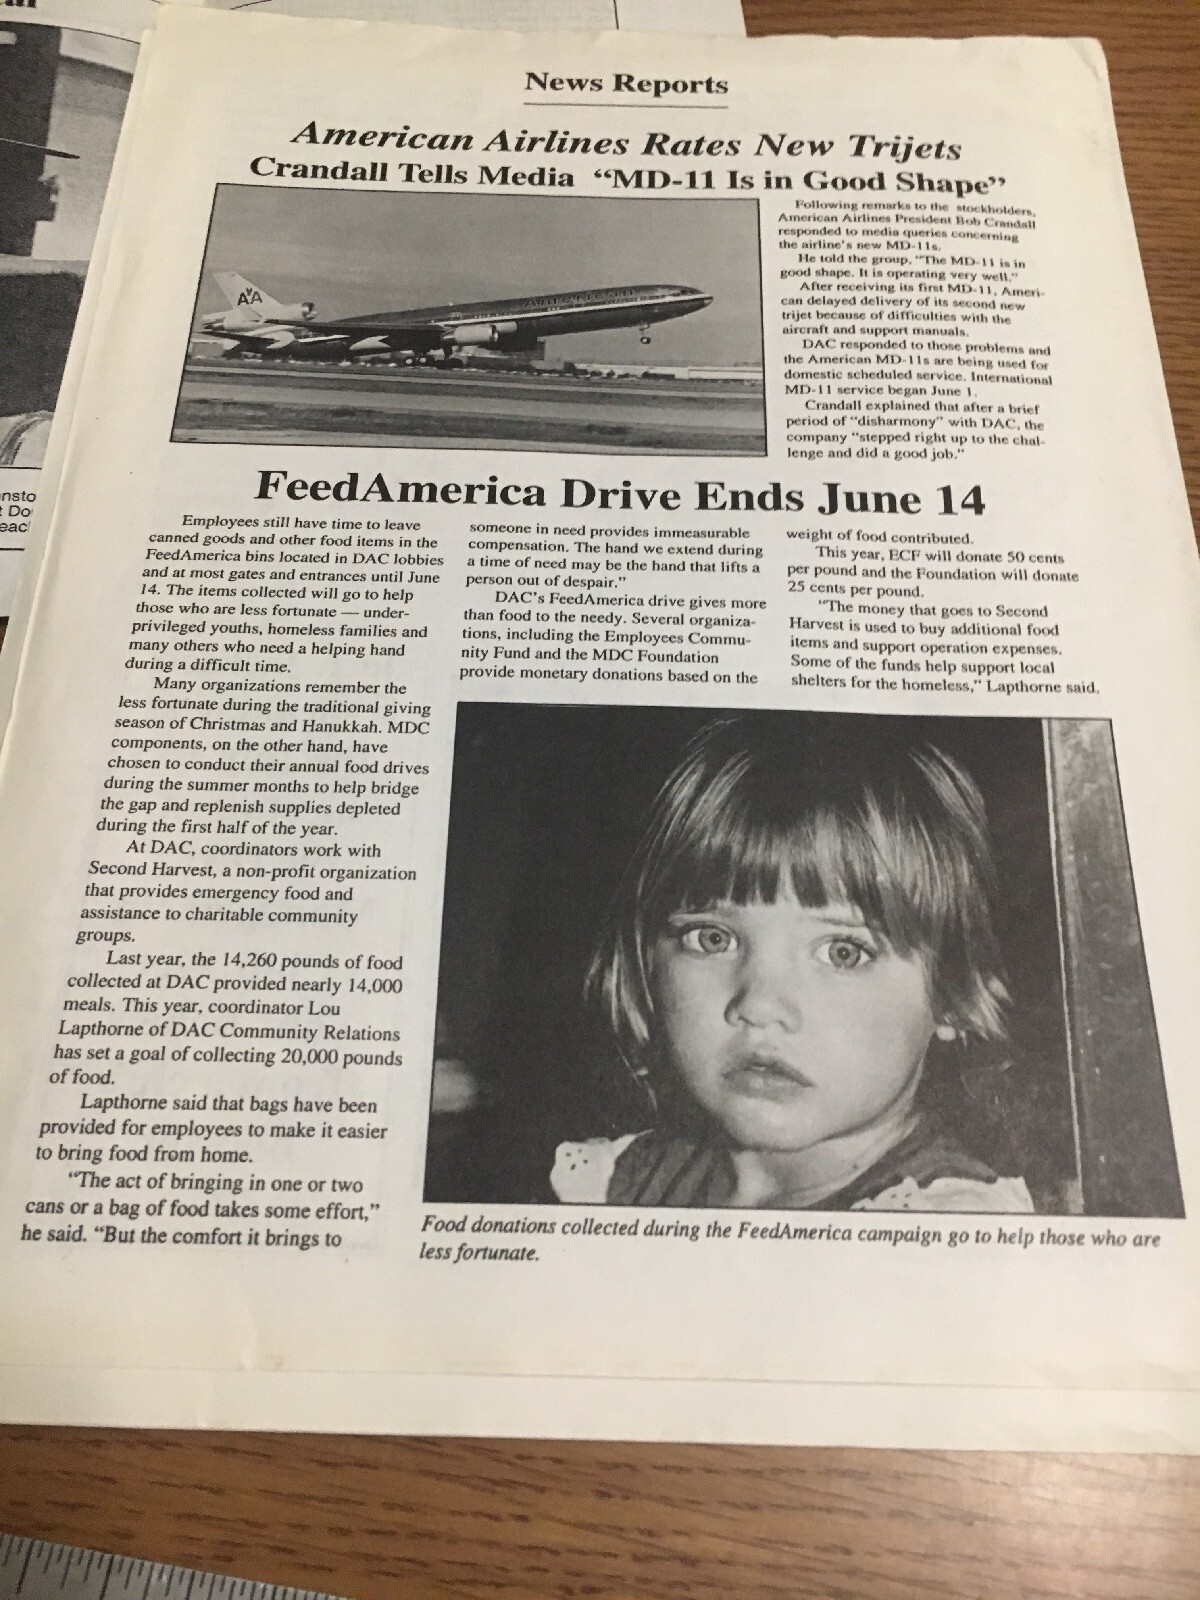 News Reports
American Airlines Rates New Trijets
Crandall Tells Media "MD-11 Is in Good Shape"
AA
American
Following remarks to the stockholders,
American Airlines President Bob Crandall
responded to media queries concerning
the airline's new MD-11s.
He told the group, "The MD-11 is in
good shape. It is operating very well."
After receiving its first MD-11, Ameri-
can delayed delivery of its second new
trijet because of difficulties with the
aircraft and support manuals.
DAC responded to those problems and
the American MD-11s are being used for
domestic scheduled service. International
MD-11 service began June 1.
Crandall explained that after a brief
period of "disharmony" with DAC, the
company "stepped right up to the chal-
lenge and did a good job."
FeedAmerica Drive Ends June 14
Employees still have time to leave
canned goods and other food items in the
FeedAmerica bins located in DAC lobbies
and at most gates and entrances until June
14. The items collected will go to help
those who are less fortunate — under-
privileged youths, homeless families and
many others who need a helping hand
during a difficult time.
Many organizations remember the
less fortunate during the traditional giving
season of Christmas and Hanukkah. MDC
components, on the other hand, have
chosen to conduct their annual food drives
during the summer months to help bridge
the gap and replenish supplies depleted
during the first half of the year.
At DAC, coordinators work with
Second Harvest, a non-profit organization
that provides emergency food and
assistance to charitable community
groups.
Last year, the 14,260 pounds of food
collected at DAC provided nearly 14,000
meals. This year, coordinator Lou
Lapthorne of DAC Community Relations
has set a goal of collecting 20,000 pounds
of food.
Lapthorne said that bags have been
provided for employees to make it easier
to bring food from home.
"The act of bringing in one or two
cans or a bag of food takes some effort,"
he said. "But the comfort it brings to
someone in need provides immeasurable
compensation. The hand we extend during
a time of need may be the hand that lifts a
person out of despair."
DAC's FeedAmerica drive gives more
than food to the needy. Several organiza-
tions, including the Employees Commu-
nity Fund and the MDC Foundation
provide monetary donations based on the
weight of food contributed.
This year, ECF will donate 50 cents
per pound and the Foundation will donate
25 cents per pound.
"The money that goes to Second
Harvest is used to buy additional food
items and support operation expenses.
Some of the funds help support local
shelters for the homeless," Lapthorne said.
Food donations collected during the FeedAmerica campaign go to help those who are
less fortunate.